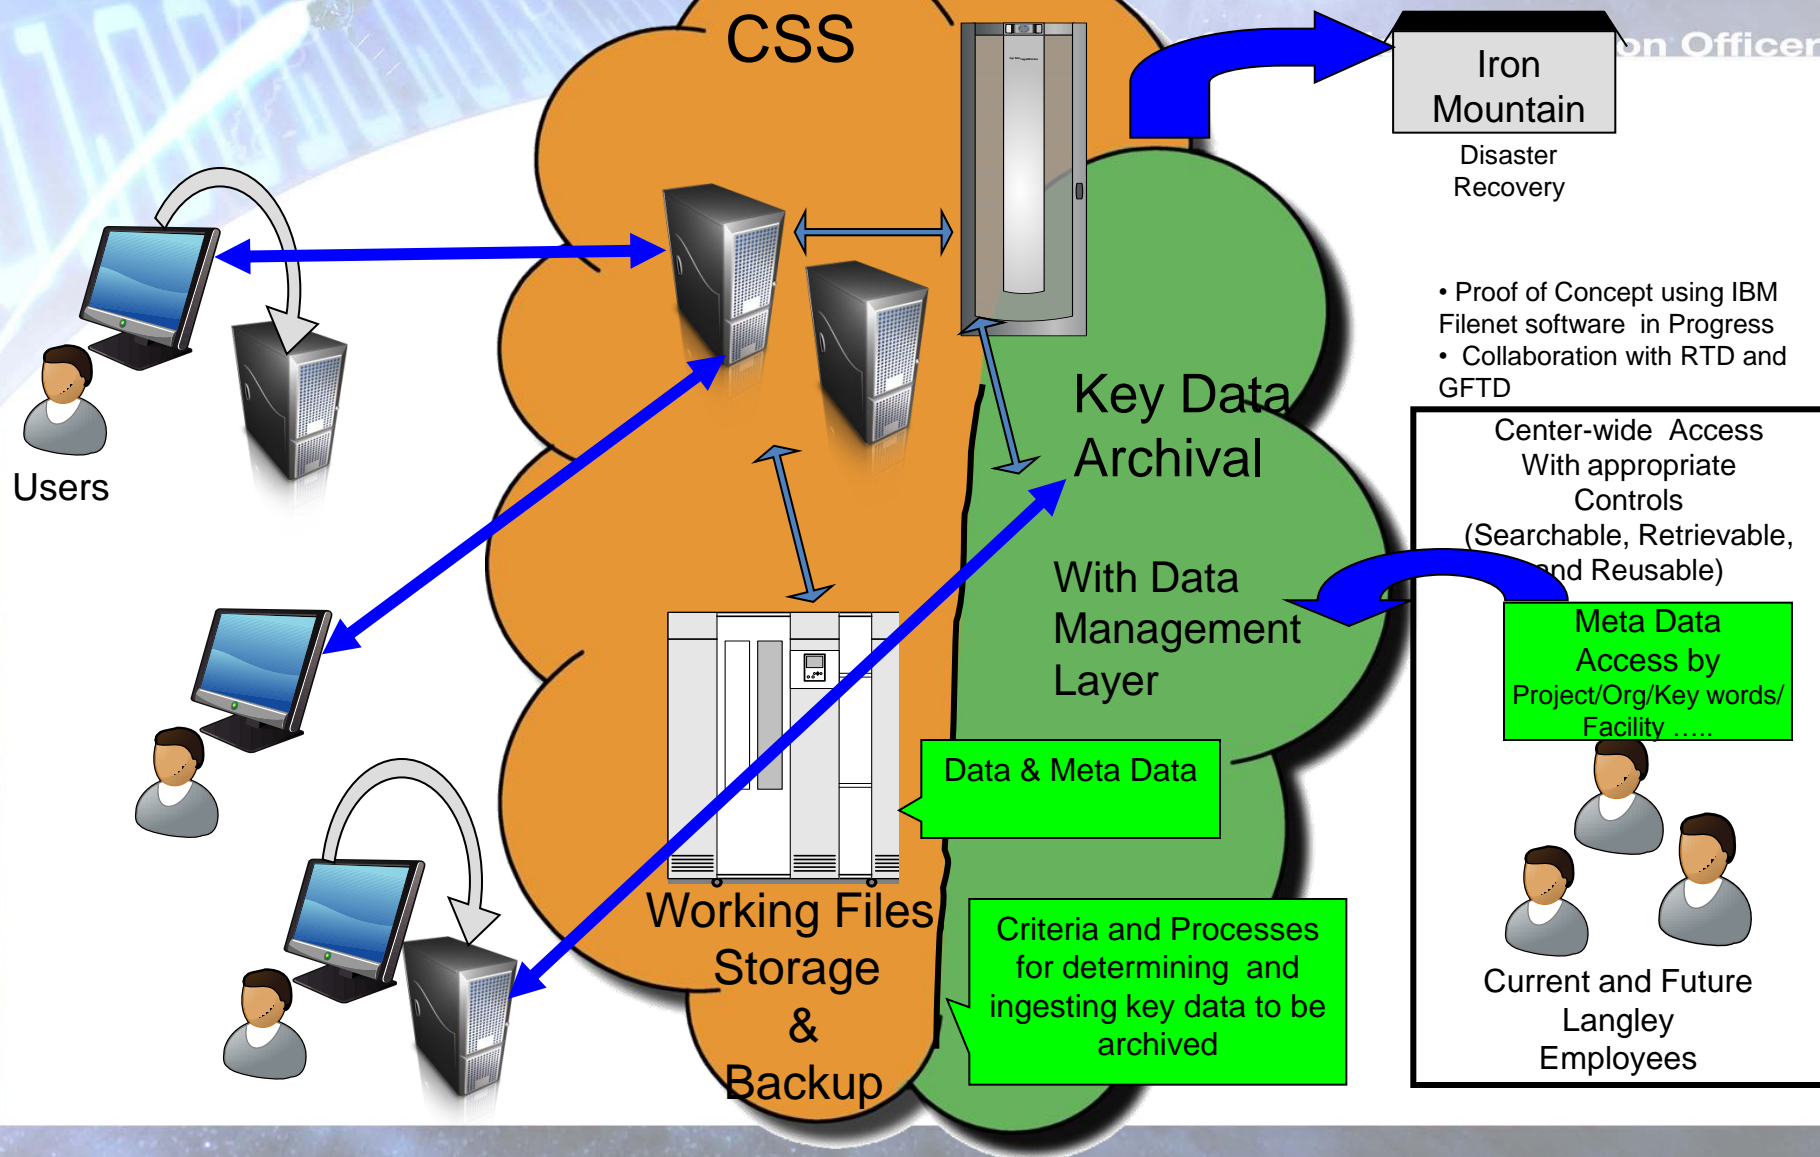 CSS
on Officer
Iron
Mountain
Disaster
Recovery
• Proof of Concept using IBM
Filenet software in Progress
• Collaboration with RTD and
GFTD
Key Data
Archival
With Data
Management
Layer
Center-wide Access
With appropriate
Controls
(Searchable, Retrievable,
and Reusable)
Meta Data
Access by
Project/Org/Key words/
Facility …..
Users
Data & Meta Data
Working Files
Storage
&
Backup
Criteria and Processes
for determining and
ingesting key data to be
archived
Current and Future
Langley
Employees